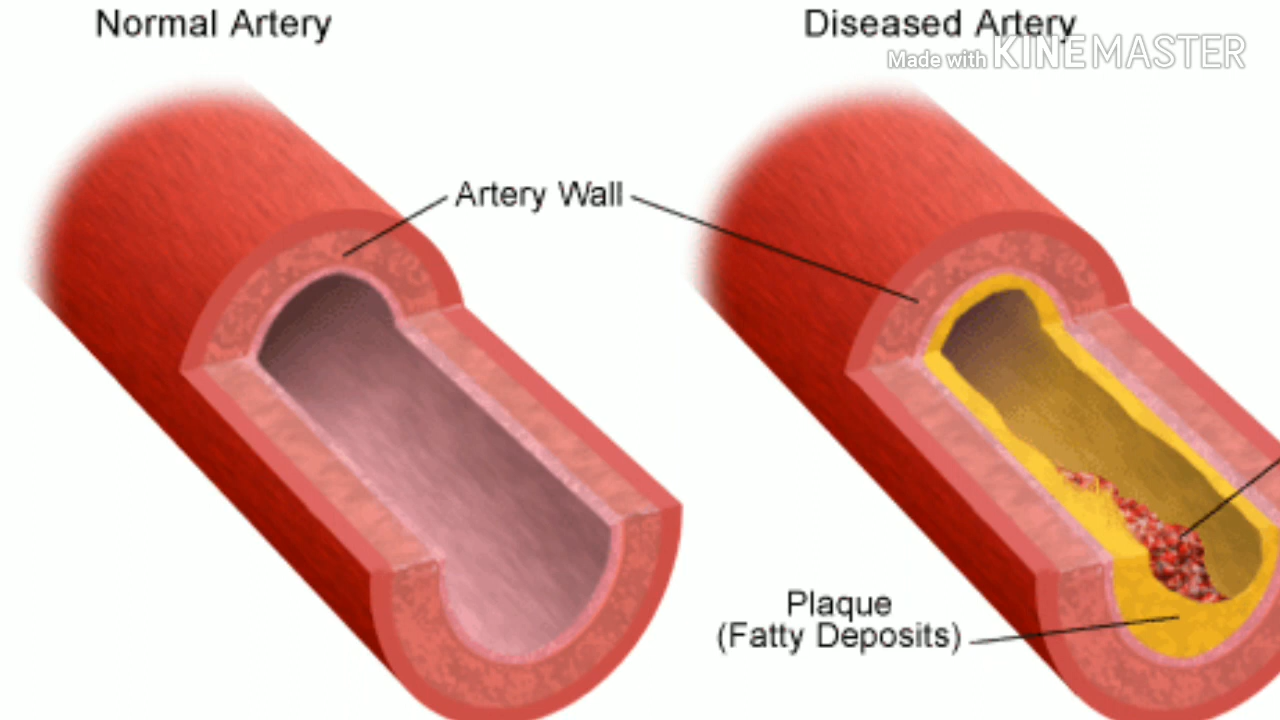 Normal Artery
Diseased Artery
Made with KINEMASTER
Artery Wall
Plaque
(Fatty Deposits)